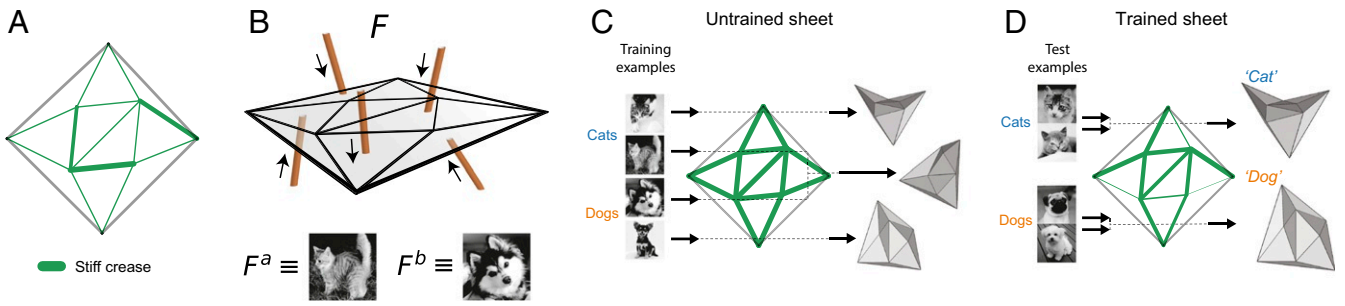 A
Stiff crease
B
F
F^a ≡
F^b ≡
C
Untrained sheet
Training
examples
Cats
Dogs
D
Trained sheet
Test
examples
Cats
Dogs
'Cat'
'Dog'